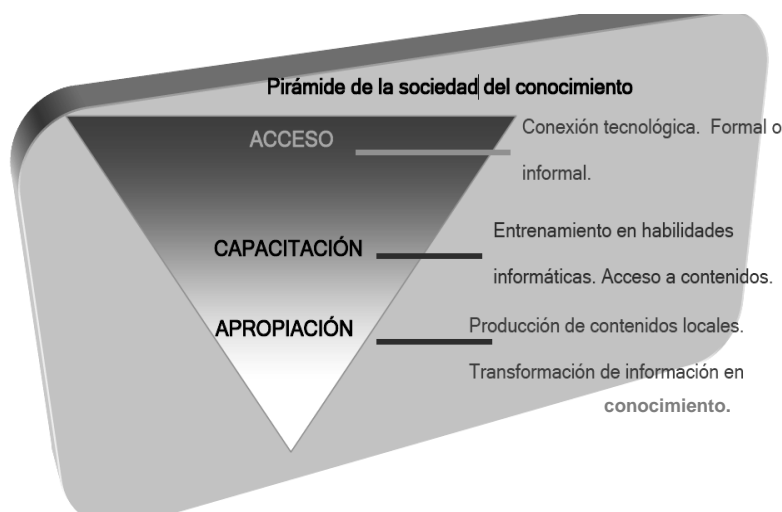 Pirámide de la sociedad del conocimiento
ACCESO
Conexión tecnológica. Formal o
informal.
CAPACITACIÓN
Entrenamiento en habilidades
informáticas. Acceso a contenidos.
APROPIACIÓN
Producción de contenidos locales.
Transformación de información en
conocimiento.